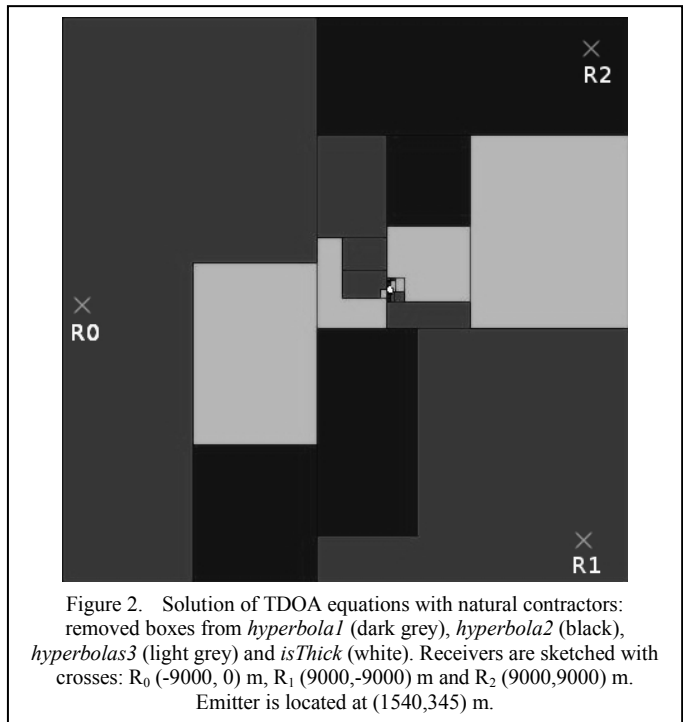 R2
R0
R1
Figure 2. Solution of TDOA equations with natural contractors:
removed boxes from hyperbola1 (dark grey), hyperbola2 (black),
hyperbolas3 (light grey) and isThick (white). Receivers are sketched with
crosses: R0 (-9000, 0) m, R1 (9000,-9000) m and R2 (9000,9000) m.
Emitter is located at (1540,345) m.